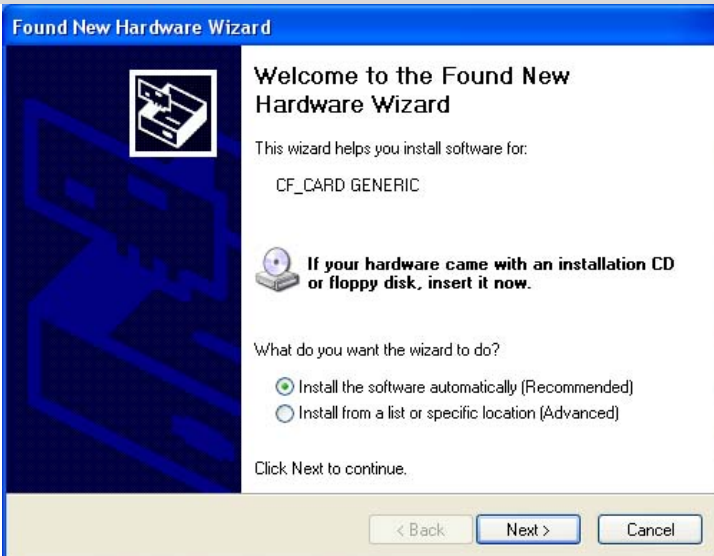 Found New Hardware Wizard
Welcome to the Found New
Hardware Wizard
This wizard helps you install software for:
CF_CARD GENERIC
If your hardware came with an installation CD
or floppy disk, insert it now.
What do you want the wizard to do?
Install the software automatically (Recommended)
Install from a list or specific location (Advanced)
Click Next to continue.
< Back Next > Cancel